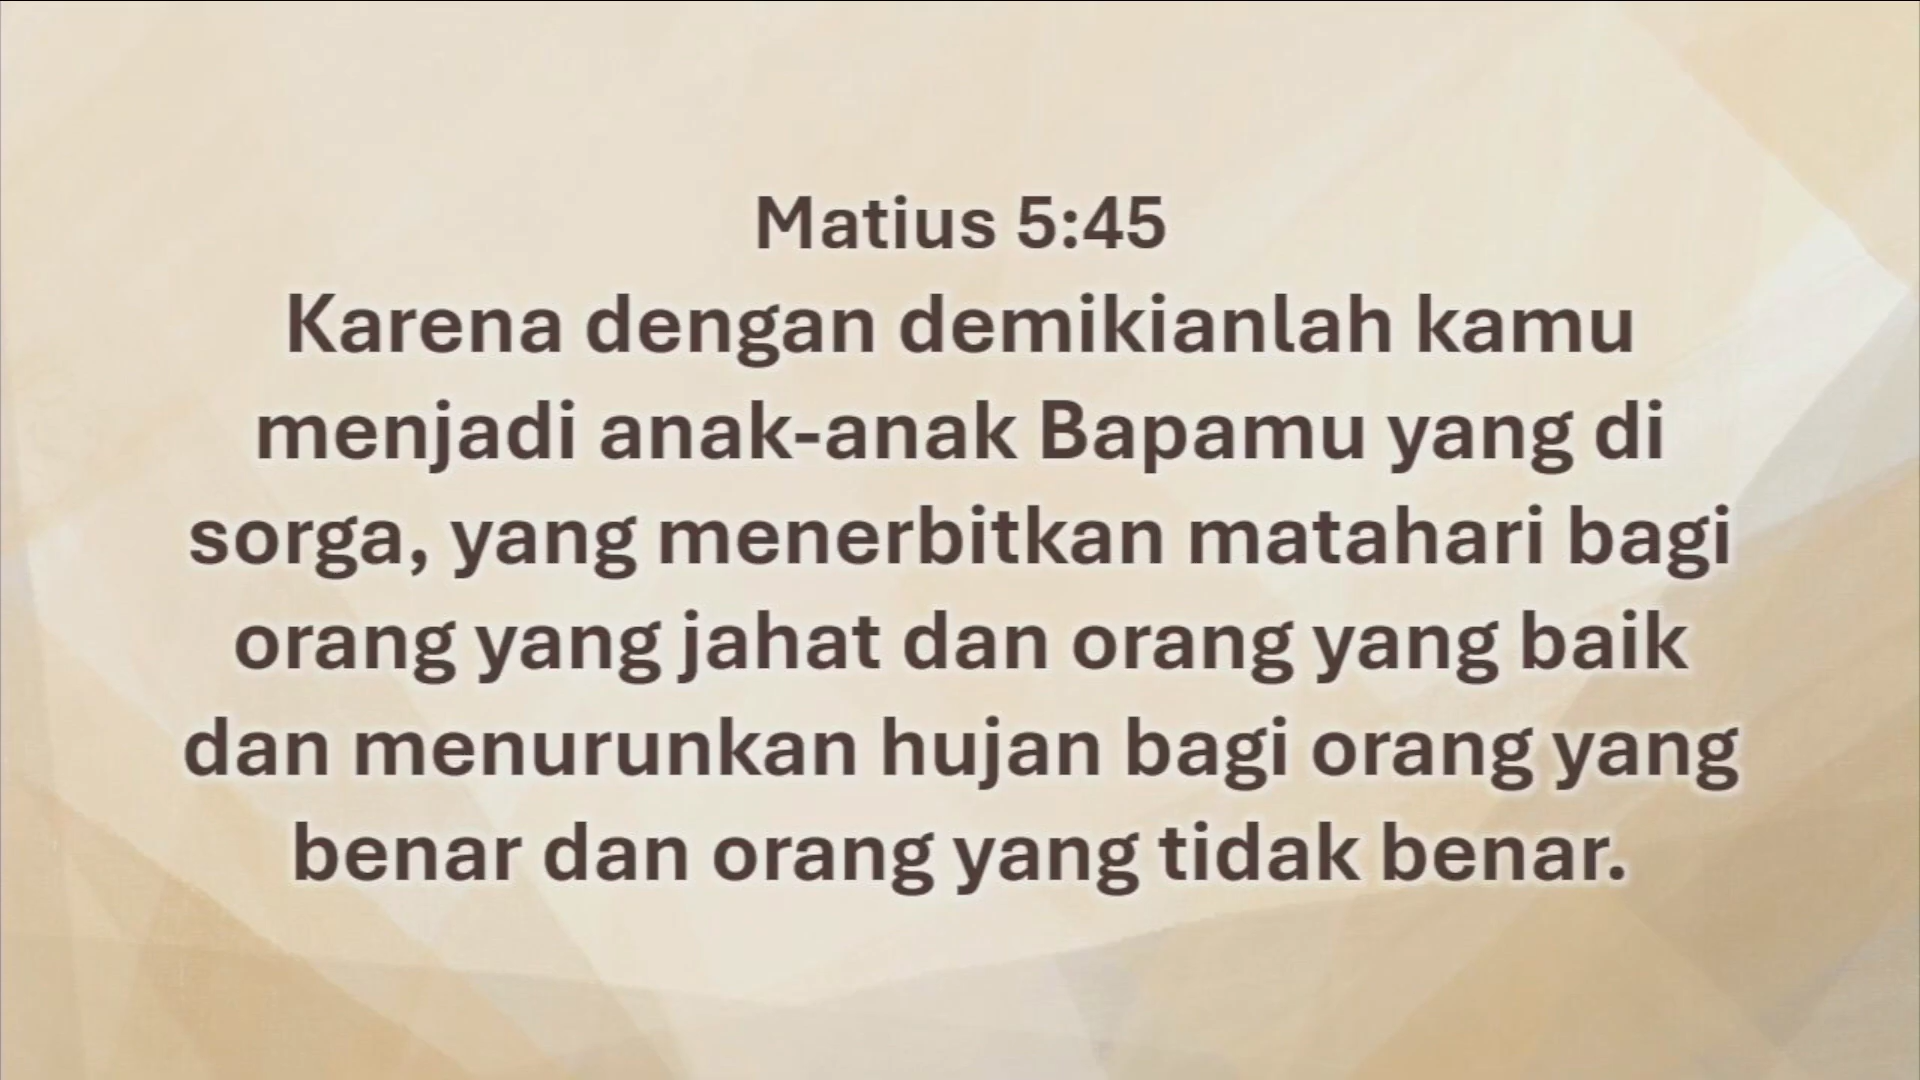 Matius 5:45
Karena dengan demikianlah kamu
menjadi anak-anak Bapamu yang di
sorga, yang menerbitkan matahari bagi
orang yang jahat dan orang yang baik
dan menurunkan hujan bagi orang yang
benar dan orang yang tidak benar.